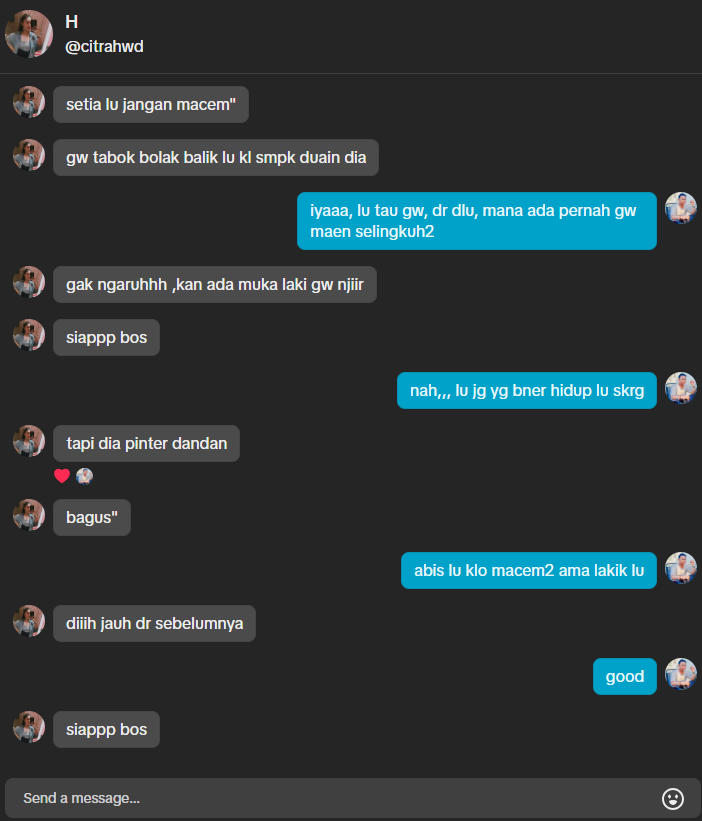 H
@citrahwd
setia lu jangan macem"
gw tabok bolak balik lu kl smpk duain dia
iyaaa, lu tau gw, dr dlu, mana ada pernah gw
maen selingkuh2
gak ngaruhhh ,kan ada muka laki gw njiir
siappp bos
nah,,, lu jg yg bner hidup lu skrg
tapi dia pinter dandan
bagus"
abis lu klo macem2 ama lakik lu
diiih jauh dr sebelumnya
good
siappp bos
Send a message...